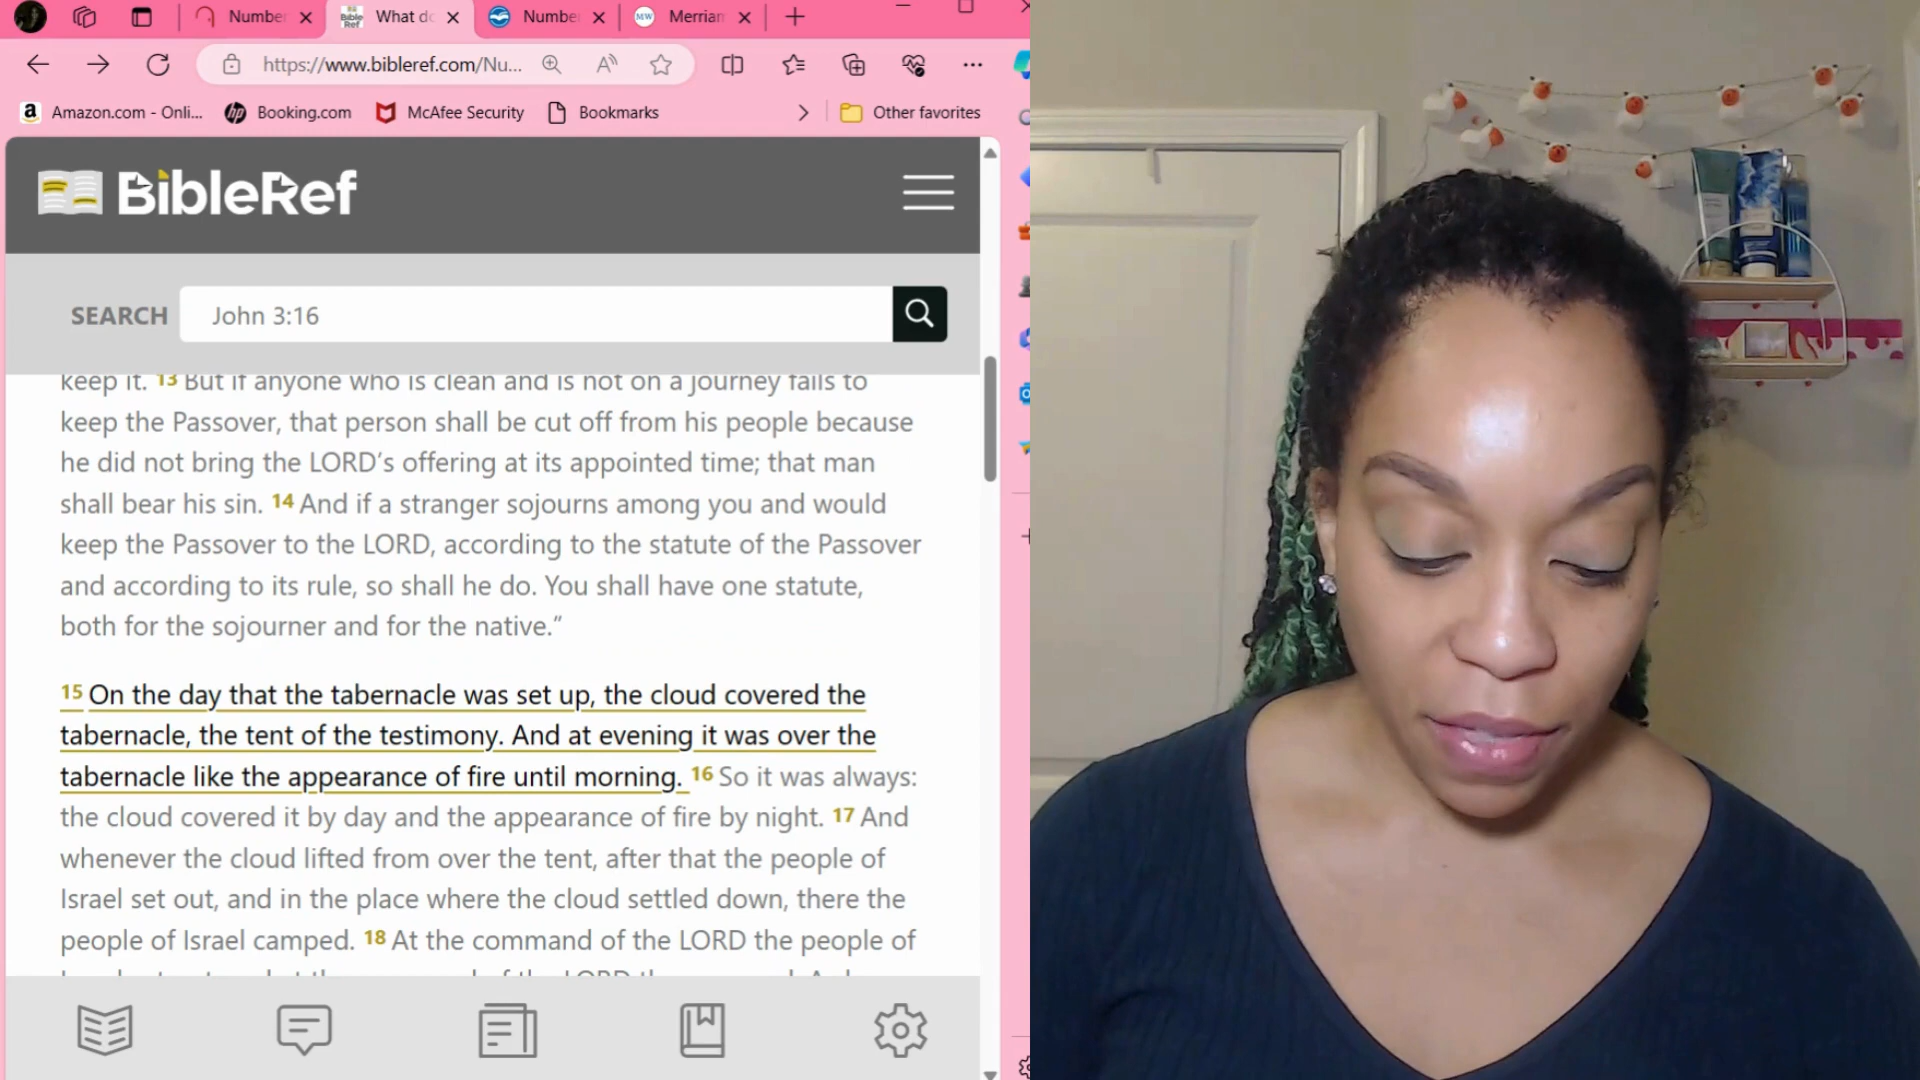 Number
What do
Number
MW Merriam
https://www.bibleref.com/Nu...
Amazon.com - Onli...
hp Booking.com
McAfee Security
Bookmarks
Other favorites
BibleRef
SEARCH John 3:16
keep it. 13 But if anyone who is clean and is not on a journey fails to
keep the Passover, that person shall be cut off from his people because
he did not bring the LORD's offering at its appointed time; that man
shall bear his sin. 14 And if a stranger sojourns among you and would
keep the Passover to the LORD, according to the statute of the Passover
and according to its rule, so shall he do. You shall have one statute,
both for the sojourner and for the native.”
15 On the day that the tabernacle was set up, the cloud covered the
tabernacle, the tent of the testimony. And at evening it was over the
tabernacle like the appearance of fire until morning. 16 So it was always:
the cloud covered it by day and the appearance of fire by night. 17 And
whenever the cloud lifted from over the tent, after that the people of
Israel set out, and in the place where the cloud settled down, there the
people of Israel camped. 18 At the command of the LORD the people of